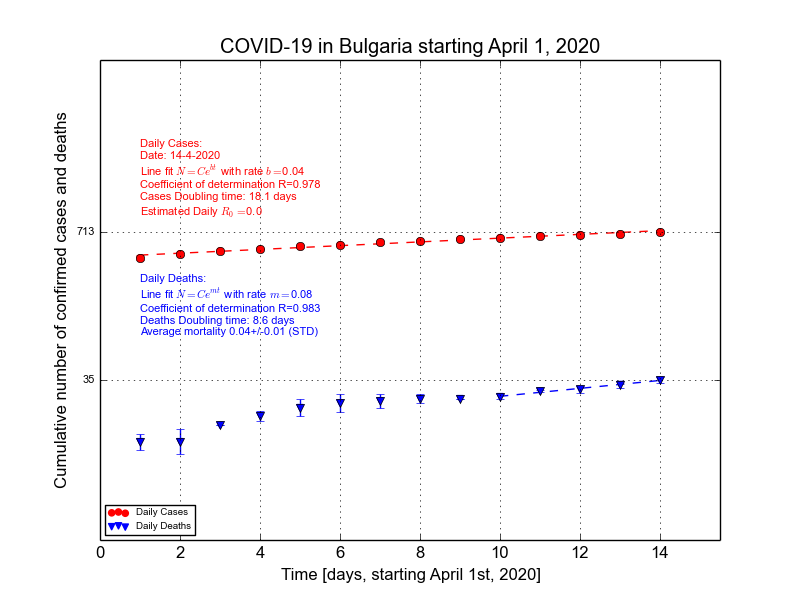 COVID-19 in Bulgaria starting April 1, 2020
Cumulative number of confirmed cases and deaths
Daily Cases:
Date: 14-4-2020
Line fit N=Ce^{bt} with rate b=0.04
Coefficient of determination R=0.978
Cases Doubling time: 18.1 days
Estimated Daily R_0=0.0
713
Daily Deaths:
Line fit N=Ce^{mt} with rate m=0.08
Coefficient of determination R=0.983
Deaths Doubling time: 8.6 days
Average mortality 0.04+/-0.01 (STD)
35
Daily Cases
Daily Deaths
0 2 4 6 8 10 12 14
Time [days, starting April 1st, 2020]